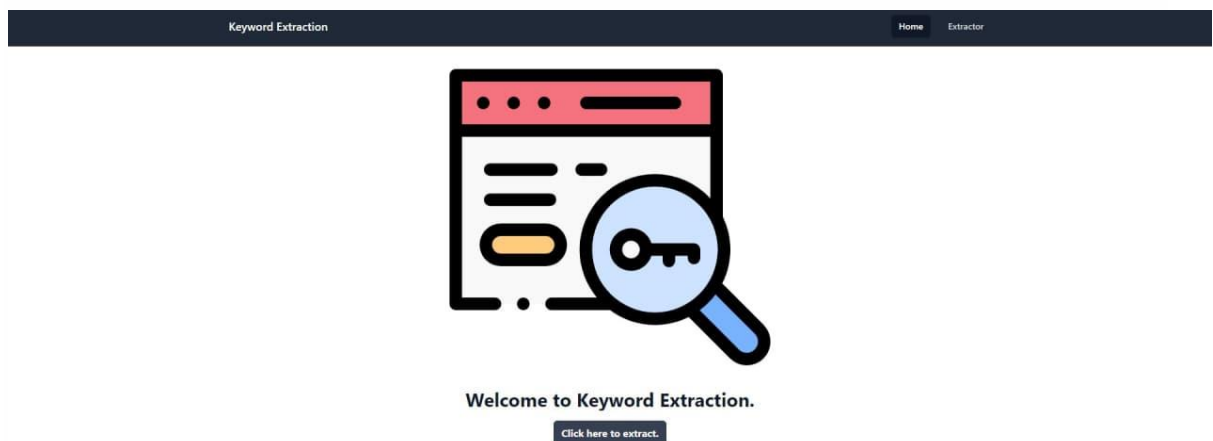 Keyword Extraction
Home
Extractor
Welcome to Keyword Extraction.
Click here to extract.